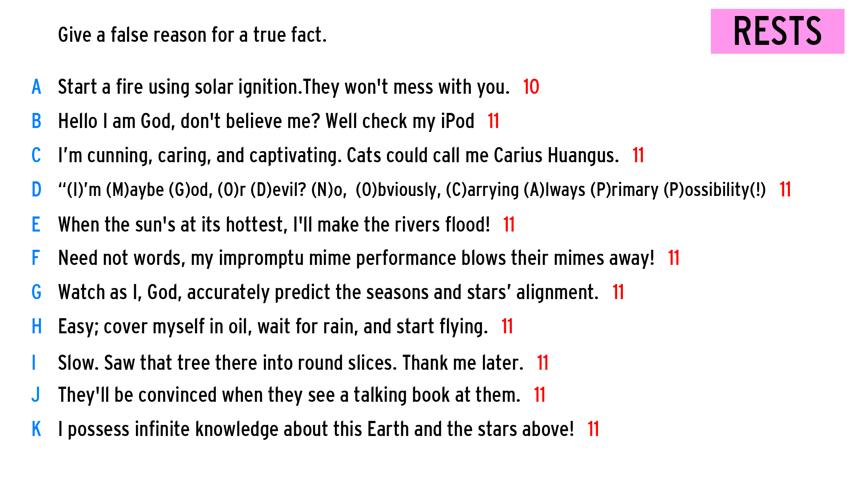 Give a false reason for a true fact.
RESTS
A Start a fire using solar ignition.They won't mess with you. 10
B Hello I am God, don't believe me? Well check my iPod 11
C I'm cunning, caring, and captivating. Cats could call me Carius Huangus. 11
D “(I)'m (M)aybe (G)od, (O)r (D)evil? (N)o, (O)bviously, (C)arrying (A)lways (P)rimary (P)ossibility(!) 11
E When the sun's at its hottest, I'll make the rivers flood! 11
F Need not words, my impromptu mime performance blows their mimes away! 11
G Watch as I, God, accurately predict the seasons and stars’ alignment. 11
H Easy; cover myself in oil, wait for rain, and start flying. 11
I Slow. Saw that tree there into round slices. Thank me later. 11
J They'll be convinced when they see a talking book at them. 11
K I possess infinite knowledge about this Earth and the stars above! 11